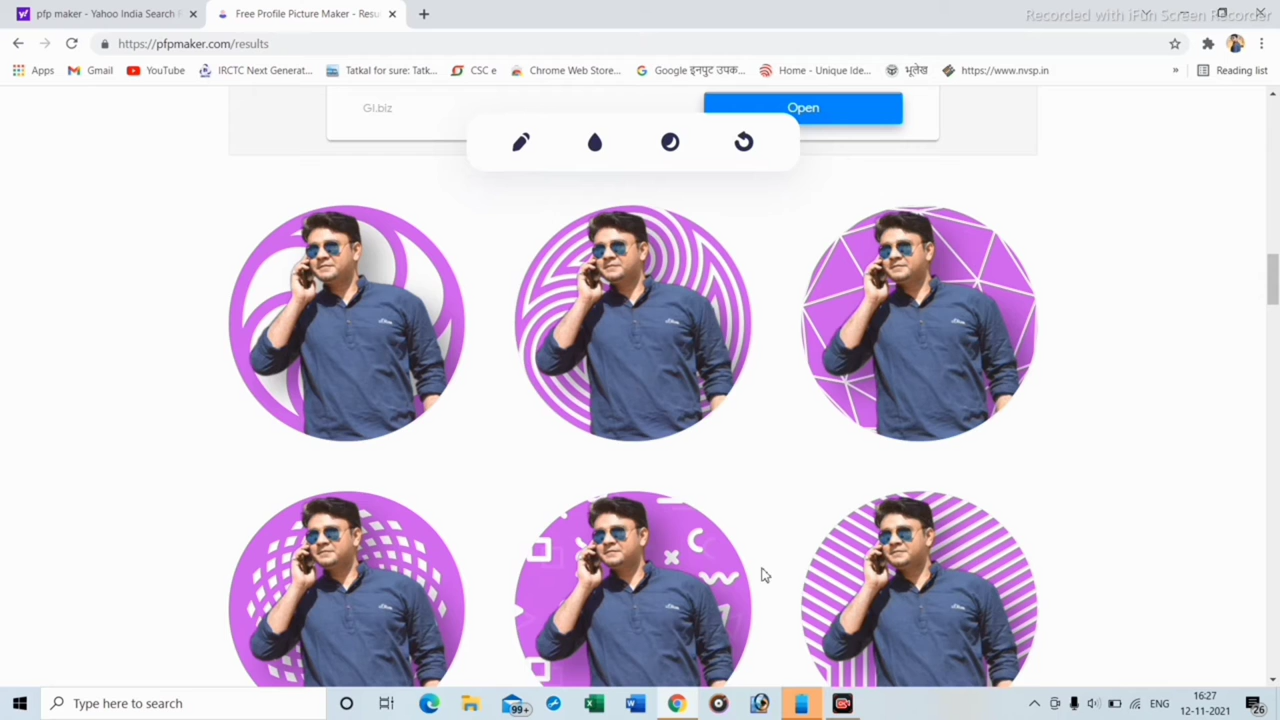 pfp maker - Yahoo India Search R
Free Profile Picture Maker - Resul
Recorded with iFun Screen Recorder
https://pfpmaker.com/results
Apps
Gmail
YouTube
IRCTC Next Generat...
Tatkal for sure: Tatk...
CSC e
Chrome Web Store...
Google इनपुट उपक...
Home - Unique Ide...
भूलेख
https://www.nvsp.in
»
Reading list
GI.biz
Open
Type here to search
99+
ENG
16:27
12-11-2021
26